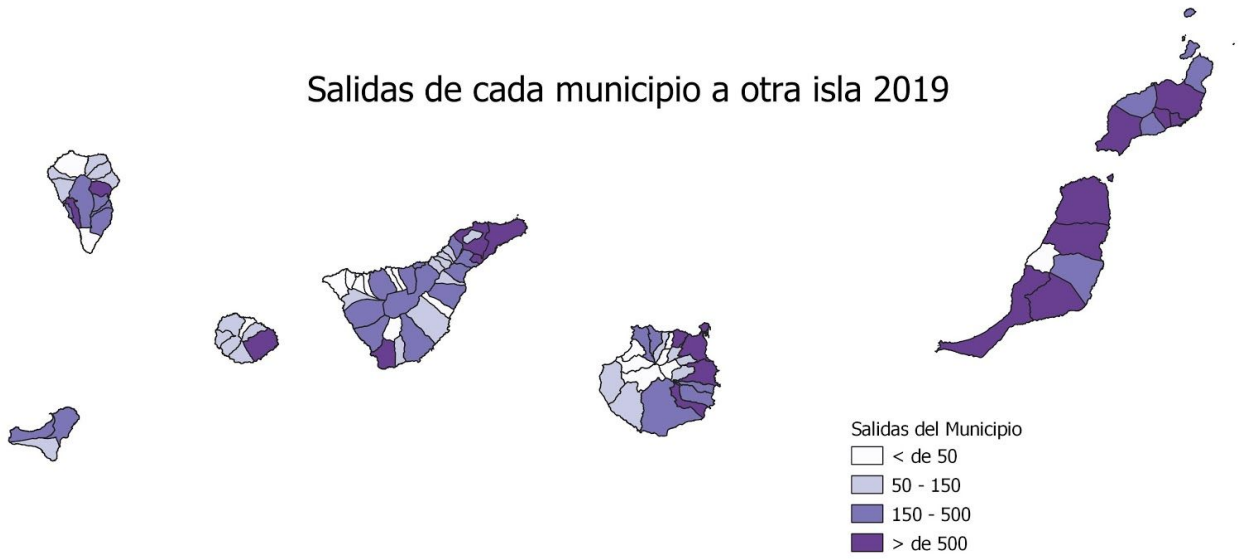 Salidas de cada municipio a otra isla 2019
Salidas del Municipio
< de 50
50 - 150
150 - 500
> de 500